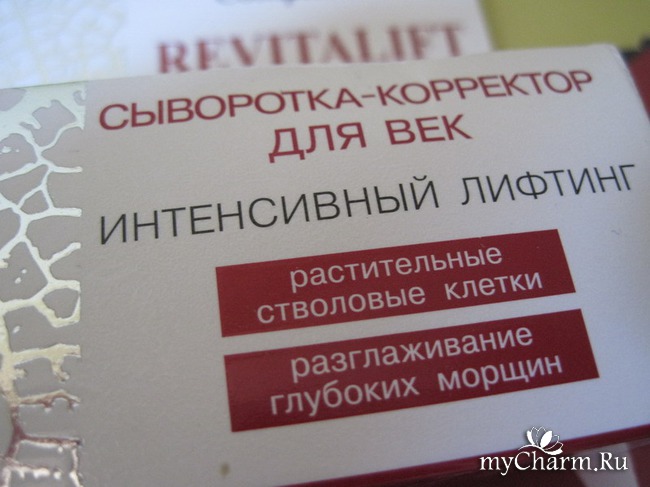 REVITALIFT
СЫВОРОТКА-КОРРЕКТОР
ДЛЯ ВЕК
ИНТЕНСИВНЫЙ ЛИФТИНГ
растительные
стволовые клетки
разглаживание
глубоких морщин
myCharm.Ru